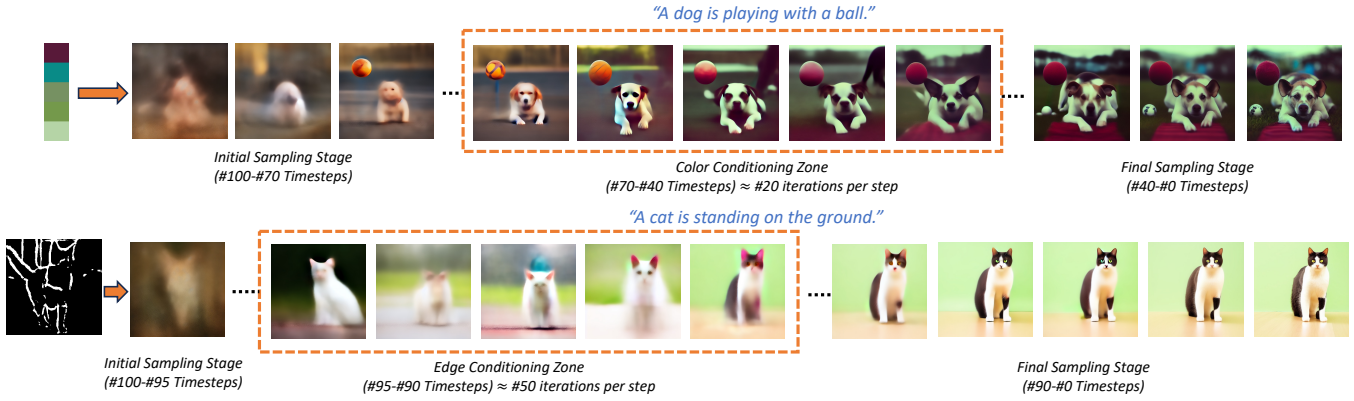 “A dog is playing with a ball.”
Initial Sampling Stage
(#100-#70 Timesteps)
Color Conditioning Zone
(#70-#40 Timesteps) ≈ #20 iterations per step
Final Sampling Stage
(#40-#0 Timesteps)
“A cat is standing on the ground.”
Initial Sampling Stage
(#100-#95 Timesteps)
Edge Conditioning Zone
(#95-#90 Timesteps) ≈ #50 iterations per step
Final Sampling Stage
(#90-#0 Timesteps)